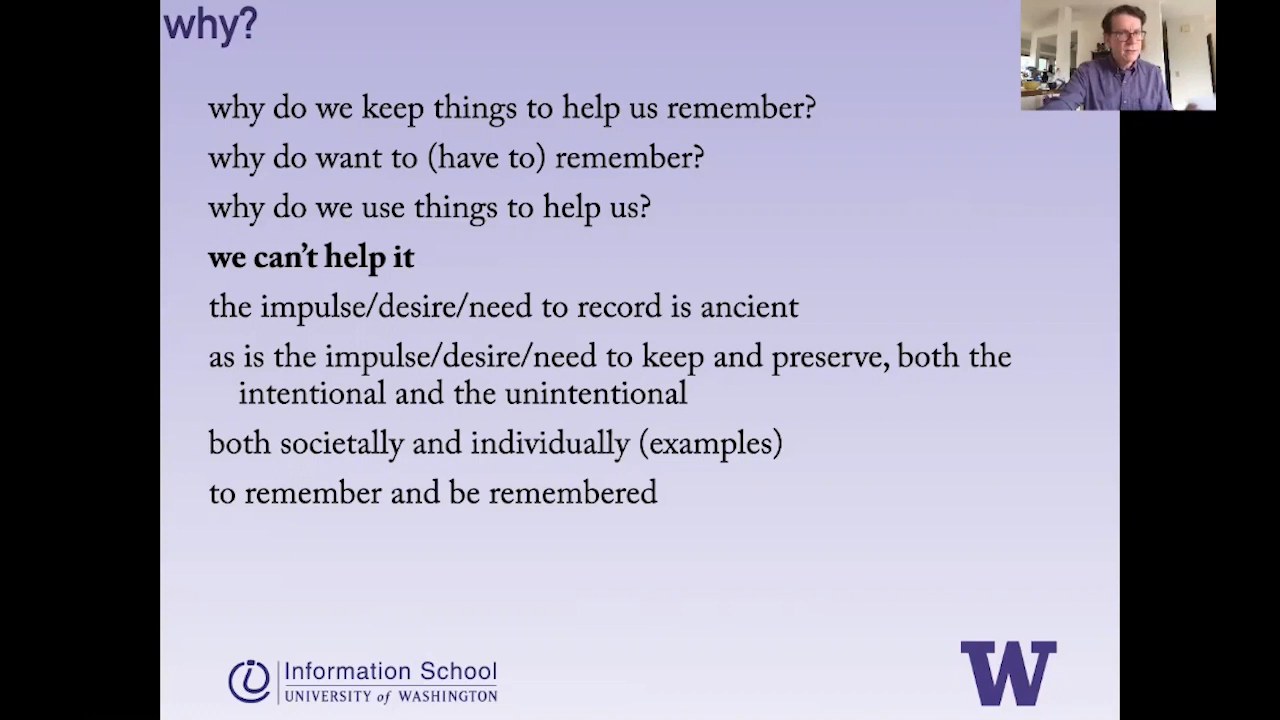 why?
why do we keep things to help us remember?
why do want to (have to) remember?
why do we use things to help us?
we can't help it
the impulse/desire/need to record is ancient
as is the impulse/desire/need to keep and preserve, both the
intentional and the unintentional
both societally and individually (examples)
to remember and be remembered
i Information School
UNIVERSITY of WASHINGTON
W